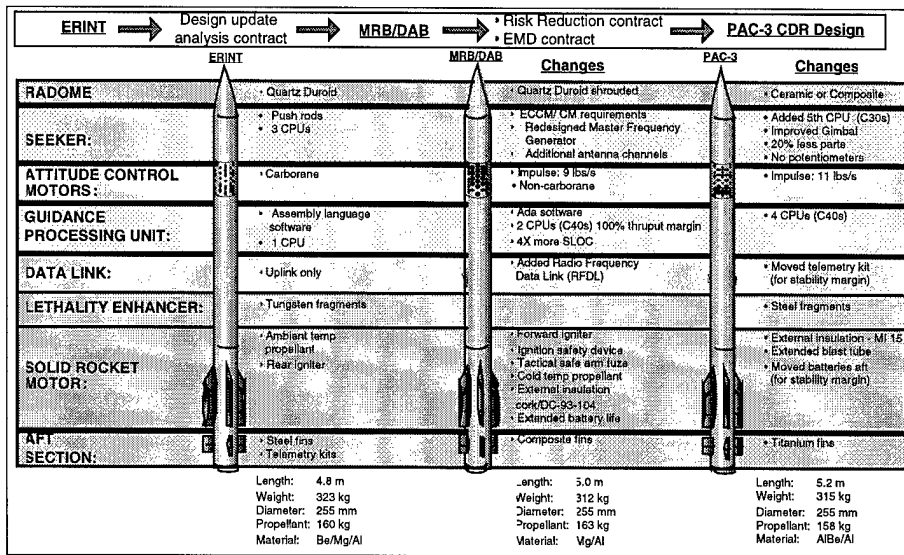 ERINT
Design update
analysis contract
MRB/DAB
• Risk Reduction contract
• EMD contract
PAC-3 CDR Design
ERINT
MRB/DAB
Changes
PAC-3
Changes
RADOME
• Quartz Duroid
• Quartz Duroid shrouded
• Ceramic or Composite
SEEKER:
• Push rods
• 3 CPUs
• ECCM/ CM requirements
• Redesigned Master Frequency
Generator
• Additional antenna channels
• Added 5th CPU (C30s)
• Improved Gimbal
• 20% less parts
• No potentiometers
ATTITUDE CONTROL
MOTORS:
• Carborane
• Impulse: 9 lbs/s
• Non-carborane
• Impulse: 11 lbs/s
GUIDANCE
PROCESSING UNIT:
• Assembly language
software
• 1 CPU
• Ada software
• 2 CPUs (C40s) 100% thruput margin
• 4X more SLOC
• 4 CPUs (C40s)
DATA LINK:
• Uplink only
• Added Radio Frequency
Data Link (RFDL)
• Moved telemetry kit
(for stability margin)
LETHALITY ENHANCER:
• Tungsten fragments
• Steel fragments
SOLID ROCKET
MOTOR:
• Ambient temp
propellant
• Rear igniter
• Forward igniter
• Ignition safety device
• Tactical safe arm fuze
• Cold temp propellant
• External insulation
cork/DC-93-104
• Extended battery life
• External insulation - MI 15
• Extended blast tube
• Moved batteries aft
(for stability margin)
AFT
SECTION:
• Steel fins
• Telemetry kits
• Composite fins
• Titanium fins
Length: 4.8 m
Weight: 323 kg
Diameter: 255 mm
Propellant: 160 kg
Material: Be/Mg/Al
Length: 5.0 m
Weight: 312 kg
Diameter: 255 mm
Propellant: 163 kg
Material: Mg/Al
Length: 5.2 m
Weight: 315 kg
Diameter: 255 mm
Propellant: 158 kg
Material: AlBe/Al